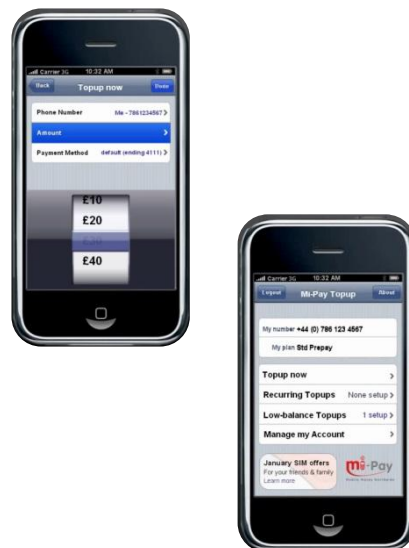 Carrier 3G 10:32 AM
Back Topup now Done
Phone Number Me - 7861234567 >
Amount >
Payment Method default (ending 4111) >
£10
£20
£30
£40
Carrier 3G 10:32 AM
Logout Mi-Pay Topup About
My number +44 (0) 786 123 4567
My plan Std Prepay
Topup now >
Recurring Topups None setup >
Low-balance Topups 1 setup >
Manage my Account >
January SIM offers
For your friends & family
Learn more
mi-Pay